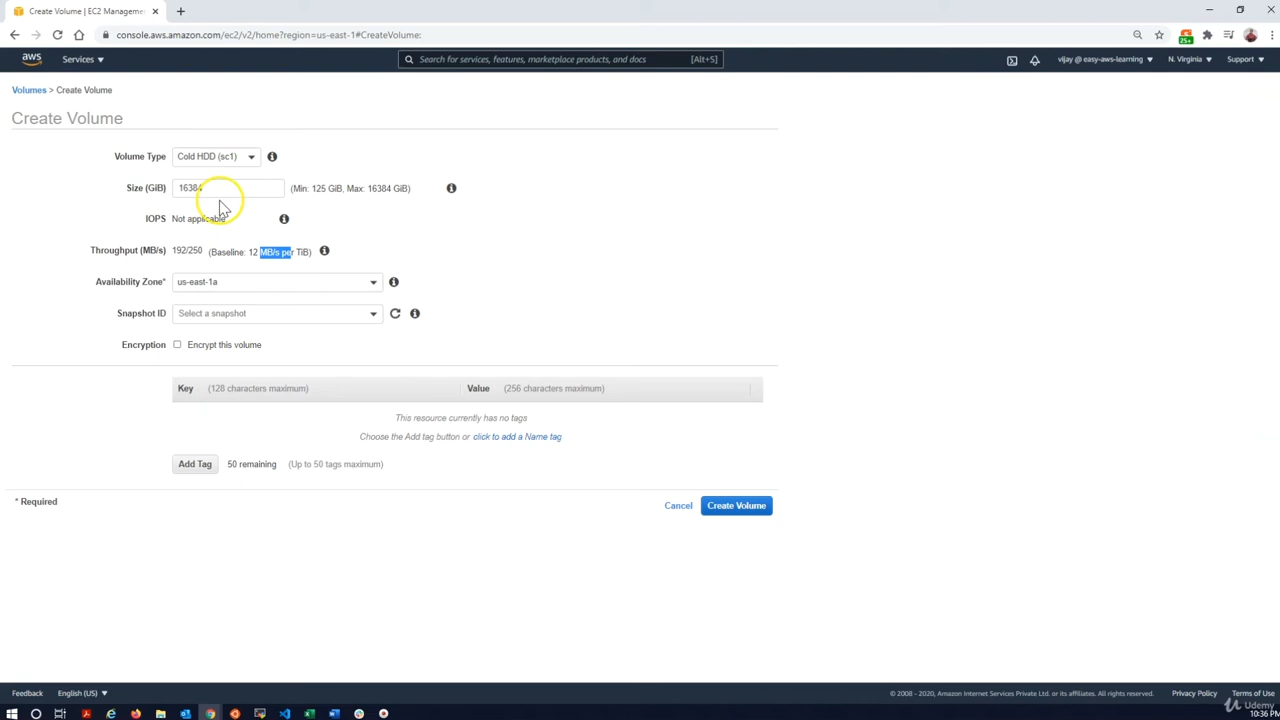 Create Volume | EC2 Managemen
console.aws.amazon.com/ec2/v2/home?region=us-east-1#CreateVolume:
25+
aws Services Search for services, features, marketplace products, and docs [Alt+S] vijay @ easy-aws-learning N. Virginia Support
Volumes > Create Volume
Create Volume
Volume Type Cold HDD (sc1)
Size (GiB) 16384 (Min: 125 GiB, Max: 16384 GiB)
IOPS Not applicable
Throughput (MB/s) 192/250 (Baseline: 12 MB/s per TiB)
Availability Zone* us-east-1a
Snapshot ID Select a snapshot
Encryption Encrypt this volume
Key (128 characters maximum) Value (256 characters maximum)
This resource currently has no tags
Choose the Add tag button or click to add a Name tag
Add Tag 50 remaining (Up to 50 tags maximum)
* Required Cancel Create Volume
Feedback English (US) © 2008 - 2020, Amazon Internet Services Private Ltd. or its affiliates. All rights reserved. Privacy Policy Terms of Use
Udemy
10:36 PM